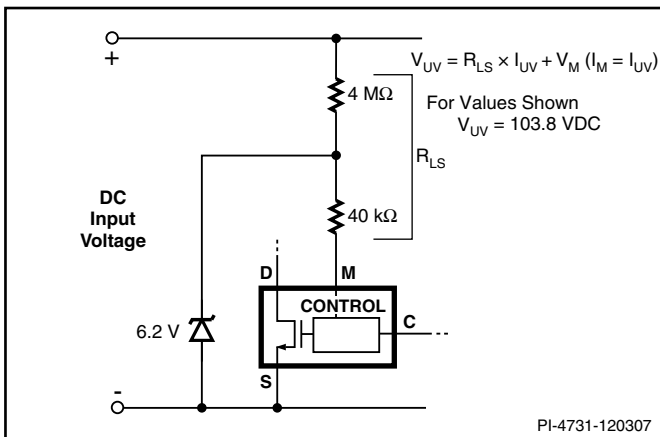 +
V_UV = R_LS × I_UV + V_M (I_M = I_UV)
4 MΩ
For Values Shown
V_UV = 103.8 VDC
R_LS
DC
Input
Voltage
40 kΩ
D
M
CONTROL
C
6.2 V
S
-
PI-4731-120307